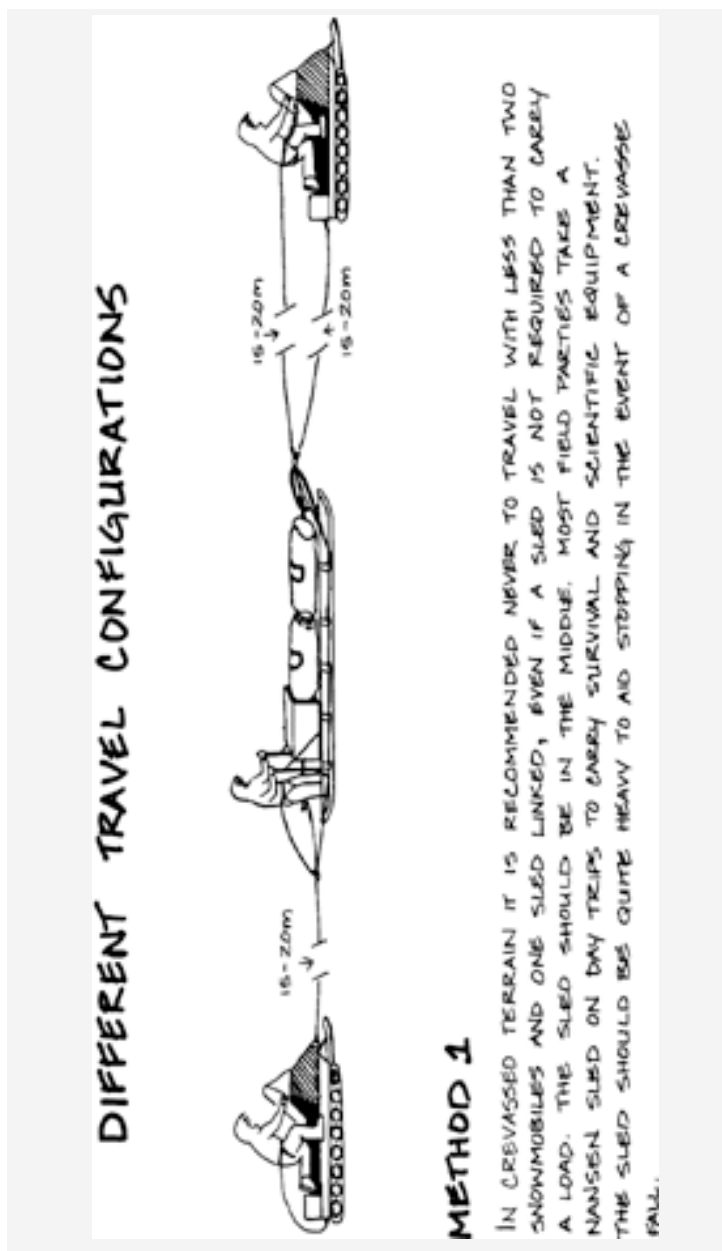 DIFFERENT TRAVEL CONFIGURATIONS
15-20m
15-20m
15-20m
METHOD 1
IN CREVASSED TERRAIN IT IS RECOMMENDED NEVER TO TRAVEL WITH LESS THAN TWO
SNOWMOBILES AND ONE SLED LINKED, EVEN IF A SLED IS NOT REQUIRED TO CARRY
A LOAD. THE SLED SHOULD BE IN THE MIDDLE. MOST FIELD PARTIES TAKE A
NANSEN SLED ON DAY TRIPS TO CARRY SURVIVAL AND SCIENTIFIC EQUIPMENT.
THE SLED SHOULD BE QUITE HEAVY TO AID STOPPING IN THE EVENT OF A CREVASSE
FALL.